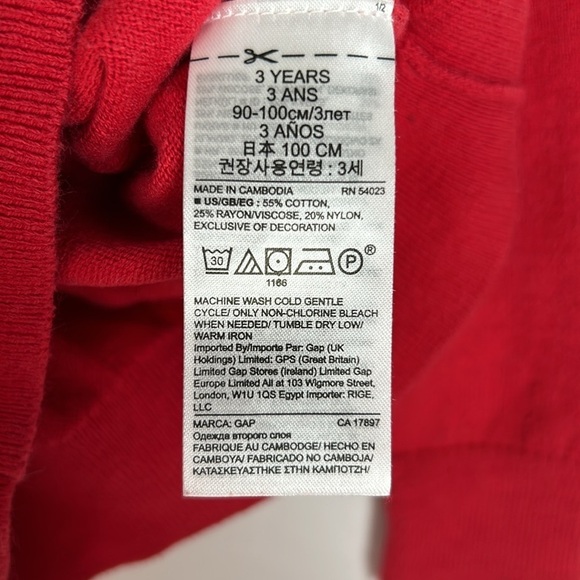 1/2
3 YEARS
3 ANS
90-100см/3лет
3 AÑOS
日本 100 CM
권장사용연령 : 3세
MADE IN CAMBODIA RN 54023
■ US/GB/EG : 55% COTTON,
25% RAYON/VISCOSE, 20% NYLON,
EXCLUSIVE OF DECORATION
30 P ®
1166
MACHINE WASH COLD GENTLE
CYCLE/ ONLY NON-CHLORINE BLEACH
WHEN NEEDED/ TUMBLE DRY LOW/
WARM IRON
Imported By/Importe Par: Gap (UK
Holdings) Limited: GPS (Great Britain)
Limited Gap Stores (Ireland) Limited Gap
Europe Limited All at 103 Wigmore Street,
London, W1U 1QS Egypt Importer: RIGE,
LLC
MARCA: GAP CA 17897
Одежда второго слоя
FABRIQUE AU CAMBODGE/ HECHO EN
CAMBOYA/ FABRICADO NO CAMBOJA/
ΚΑΤΑΣΚΕΥΑΣΤΗΚΕ ΣΤΗΝ ΚΑΜΠΟΤΖΗ/